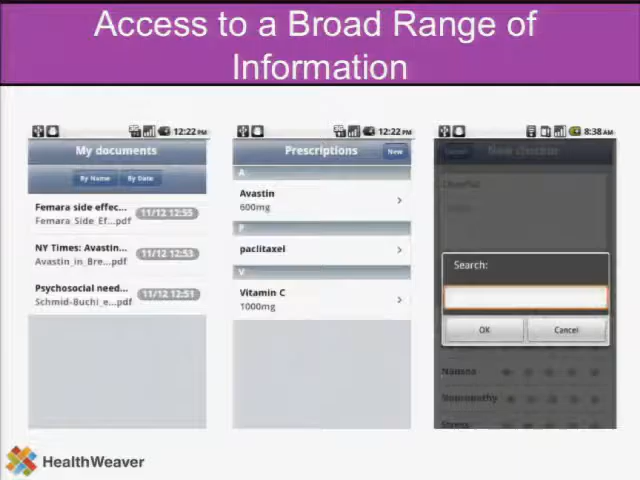 Access to a Broad Range of
Information
12:22 PM
My documents
By Name By Date
Femara side effec...
Femara_Side_Ef...pdf
11/12 12:55
NY Times: Avastin...
Avastin_in_Bre...pdf
11/12 12:53
Psychosocial need...
Schmid-Buchi_e...pdf
11/12 12:51
12:22 PM
Prescriptions New
A
Avastin
600mg
P
paclitaxel
V
Vitamin C
1000mg
8:38 AM
Search:
OK Cancel
Nausea
Neuropathy
Stress
HealthWeaver